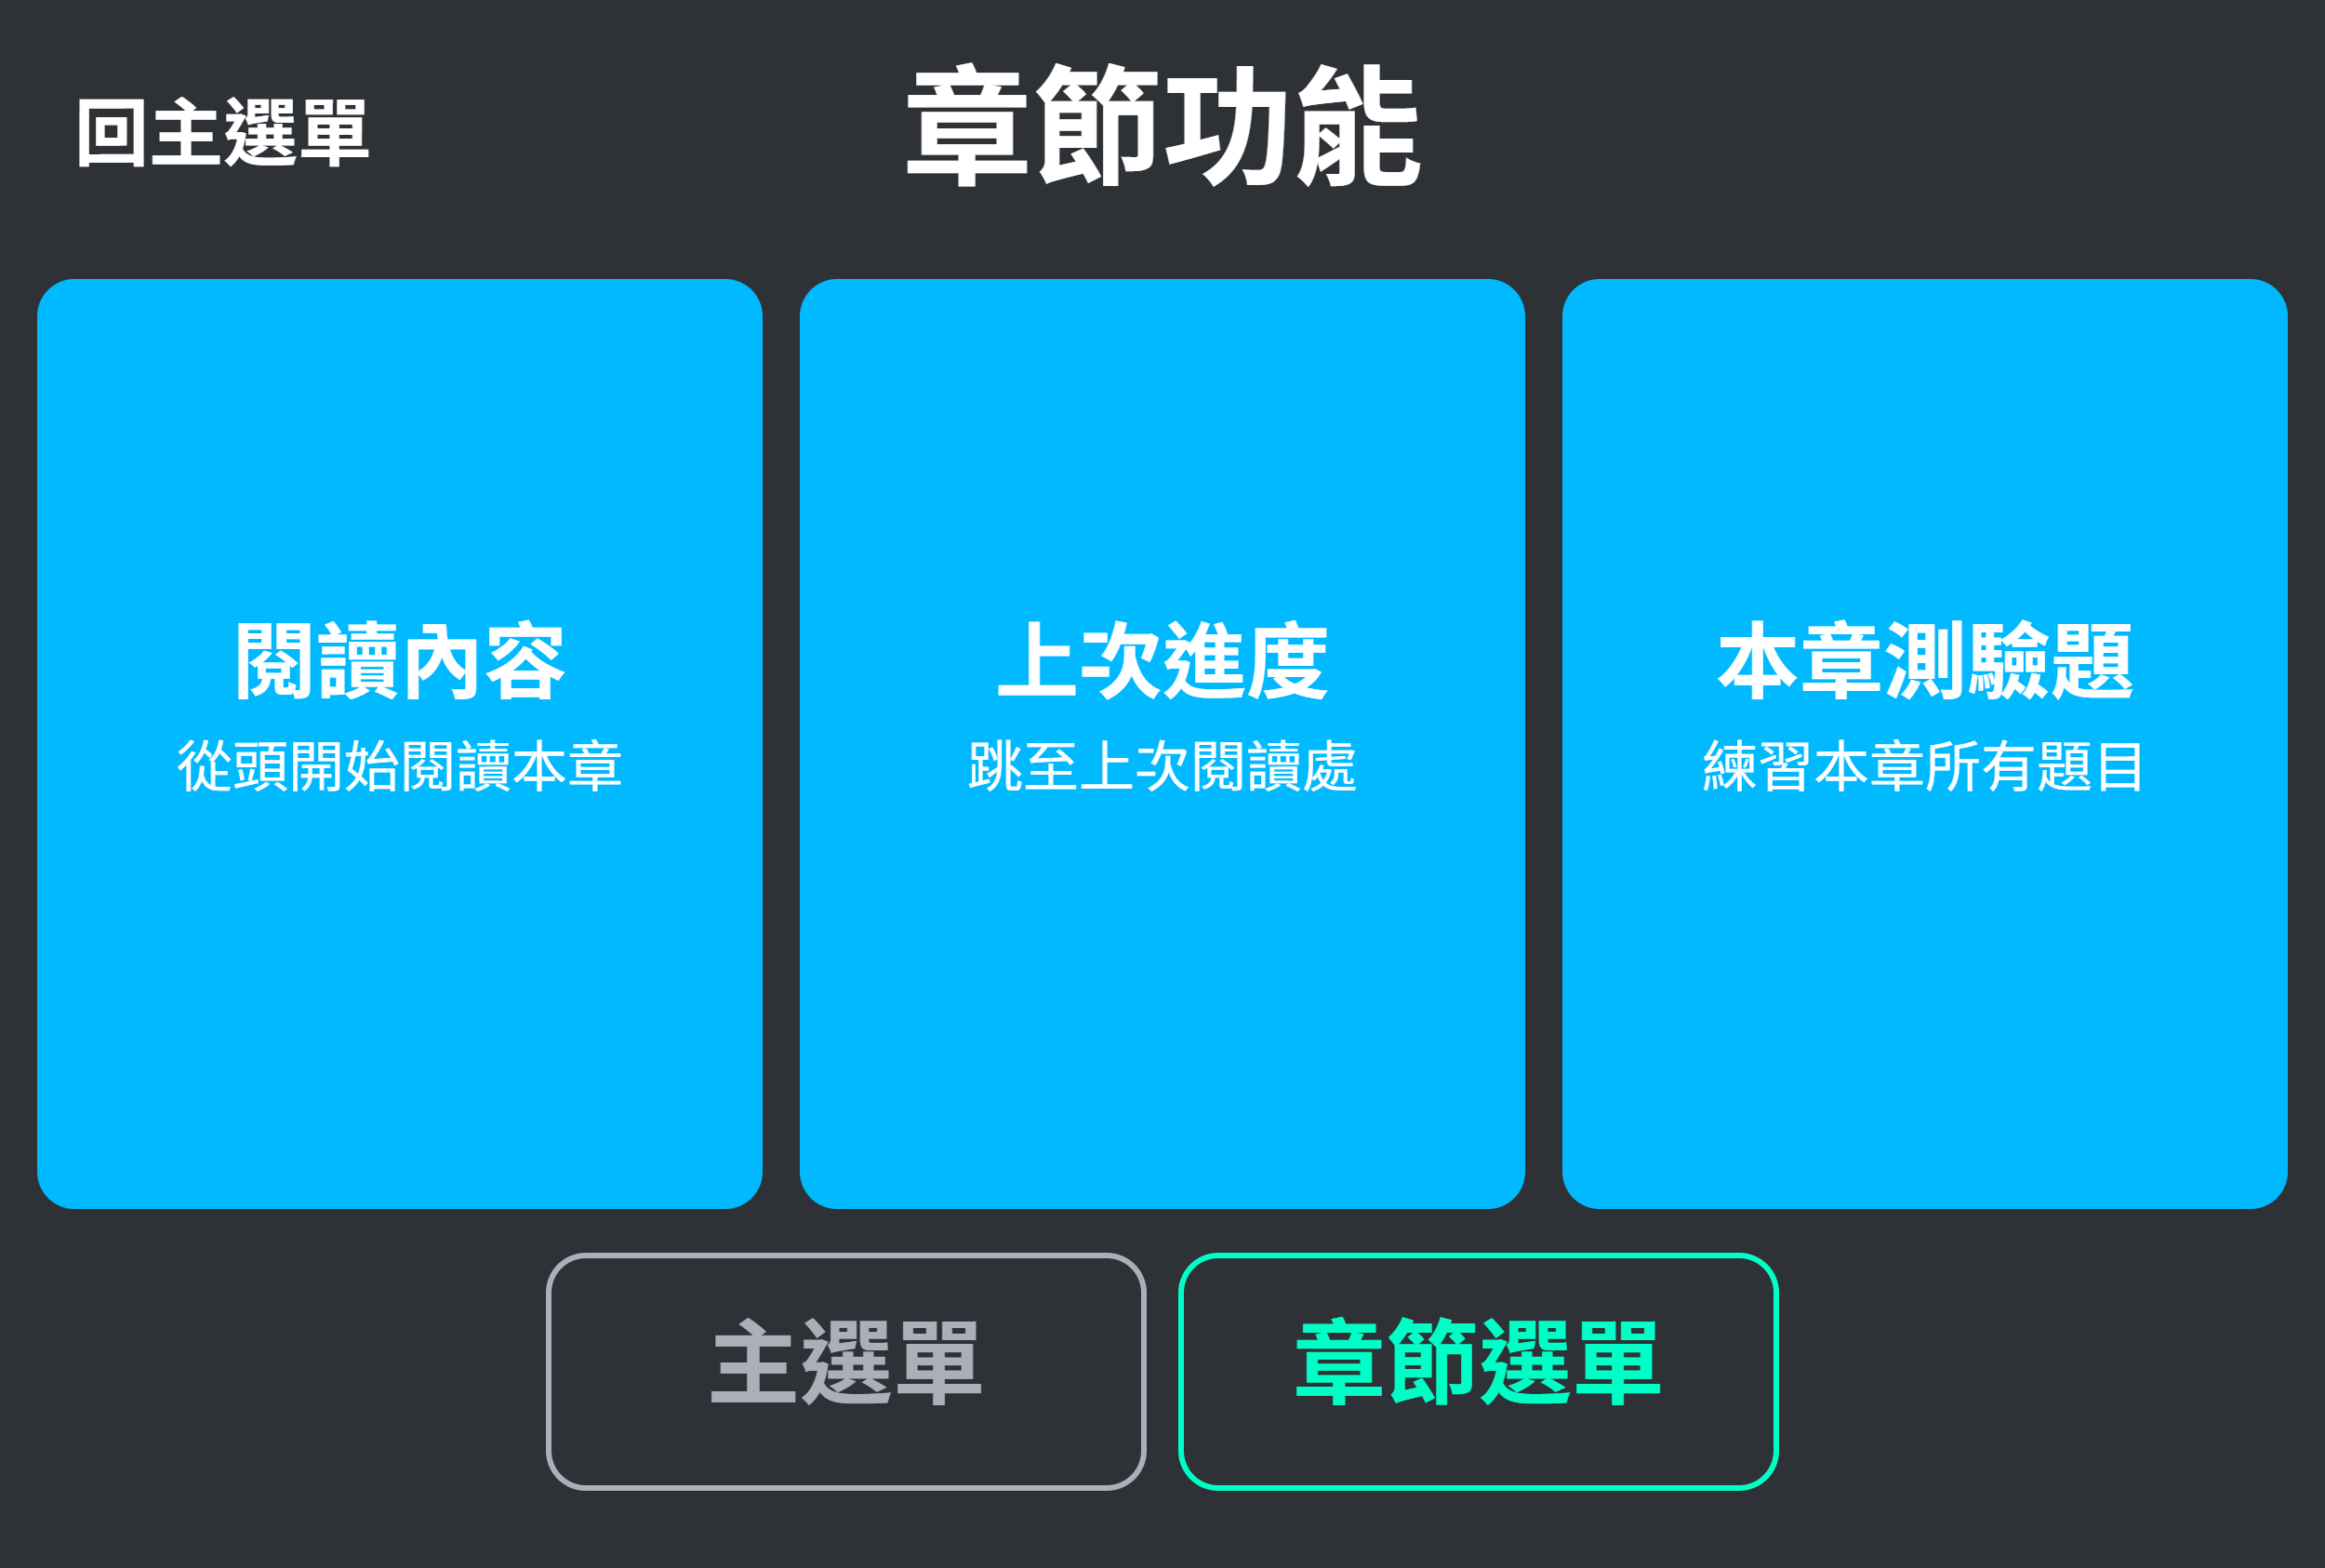 回主選單
章節功能
閱讀內容
從頭開始閱讀本章
上次進度
跳至上次閱讀處
本章測驗題
練習本章所有題目
主選單
章節選單